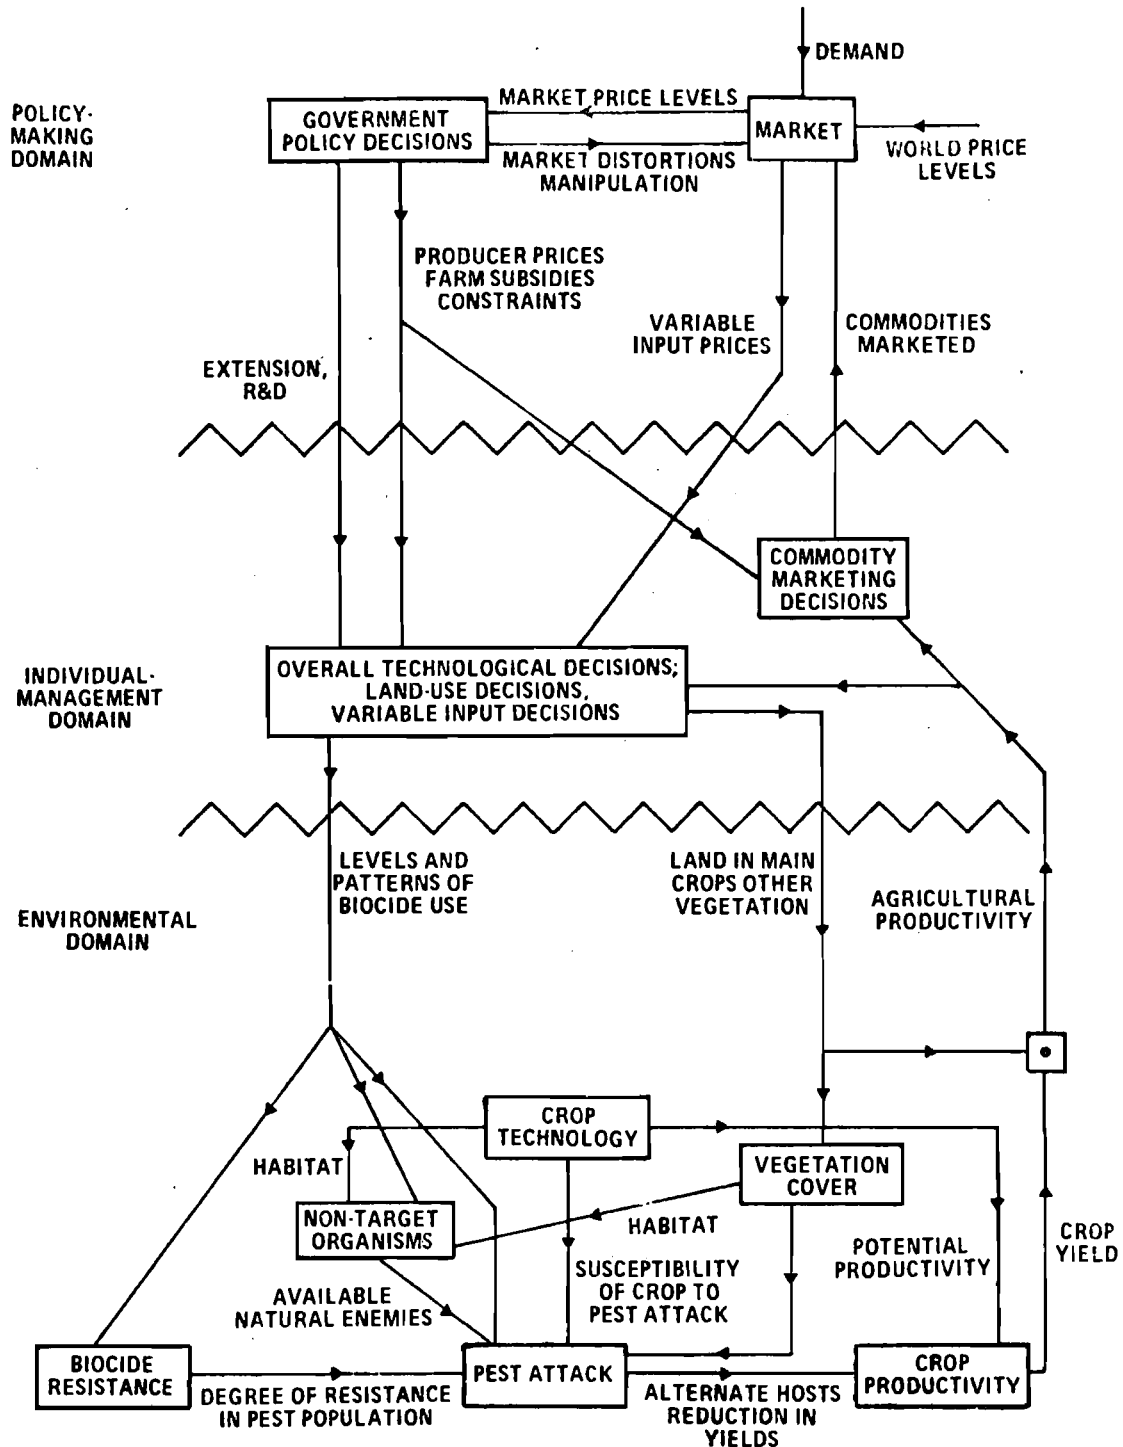 DEMAND
POLICY-
MAKING
DOMAIN
GOVERNMENT
POLICY DECISIONS
MARKET PRICE LEVELS
MARKET DISTORTIONS
MANIPULATION
MARKET
WORLD PRICE
LEVELS
PRODUCER PRICES
FARM SUBSIDIES
CONSTRAINTS
VARIABLE
INPUT PRICES
COMMODITIES
MARKETED
EXTENSION,
R&D
COMMODITY
MARKETING
DECISIONS
INDIVIDUAL-
MANAGEMENT
DOMAIN
OVERALL TECHNOLOGICAL DECISIONS;
LAND-USE DECISIONS,
VARIABLE INPUT DECISIONS
LEVELS AND
PATTERNS OF
BIOCIDE USE
LAND IN MAIN
CROPS OTHER
VEGETATION
AGRICULTURAL
PRODUCTIVITY
ENVIRONMENTAL
DOMAIN
CROP
TECHNOLOGY
HABITAT
VEGETATION
COVER
NON-TARGET
ORGANISMS
HABITAT
SUSCEPTIBILITY
OF CROP TO
PEST ATTACK
POTENTIAL
PRODUCTIVITY
CROP
YIELD
AVAILABLE
NATURAL ENEMIES
BIOCIDE
RESISTANCE
DEGREE OF RESISTANCE
IN PEST POPULATION
PEST ATTACK
ALTERNATE HOSTS
REDUCTION IN
YIELDS
CROP
PRODUCTIVITY